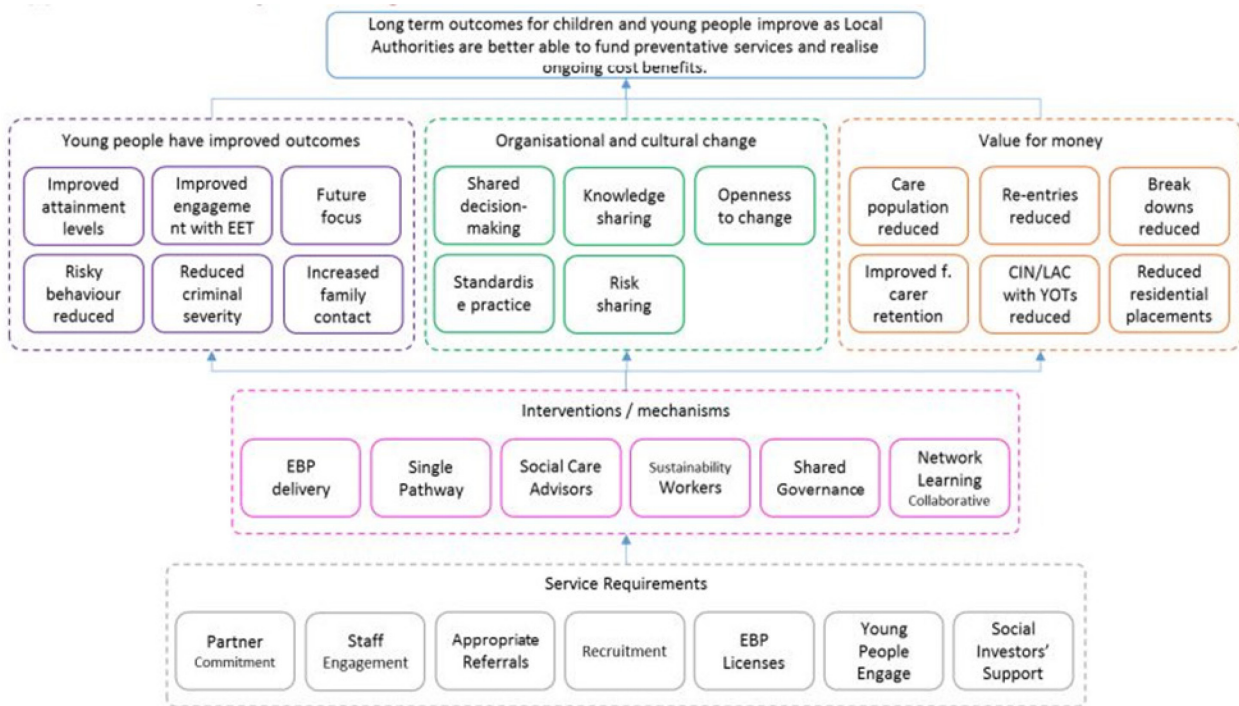 Long term outcomes for children and young people improve as Local
Authorities are better able to fund preventative services and realise
ongoing cost benefits.
Young people have improved outcomes
Improved
attainment
levels
Improved
engageme
nt with EET
Future
focus
Risky
behaviour
reduced
Reduced
criminal
severity
Increased
family
contact
Organisational and cultural change
Shared
decision-
making
Knowledge
sharing
Openness
to change
Standardis
e practice
Risk
sharing
Value for money
Care
population
reduced
Re-entries
reduced
Break
downs
reduced
Improved f.
carer
retention
CIN/LAC
with YOTs
reduced
Reduced
residential
placements
Interventions / mechanisms
EBP
delivery
Single
Pathway
Social Care
Advisors
Sustainability
Workers
Shared
Governance
Network
Learning
Collaborative
Service Requirements
Partner
Commitment
Staff
Engagement
Appropriate
Referrals
Recruitment
EBP
Licenses
Young
People
Engage
Social
Investors'
Support